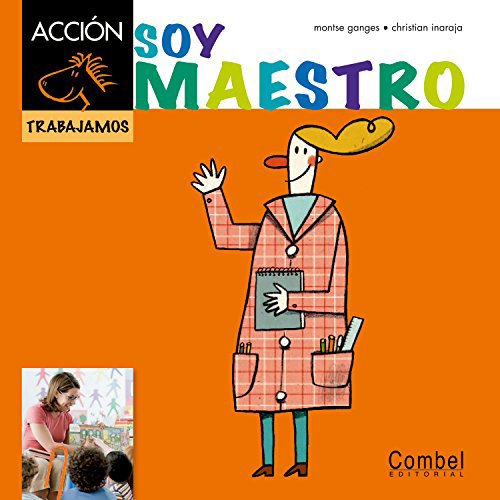 ACCIÓN
TRABAJAMOS
montse ganges • christian inaraja
SOY
MAESTRO
Combel
EDITORIAL